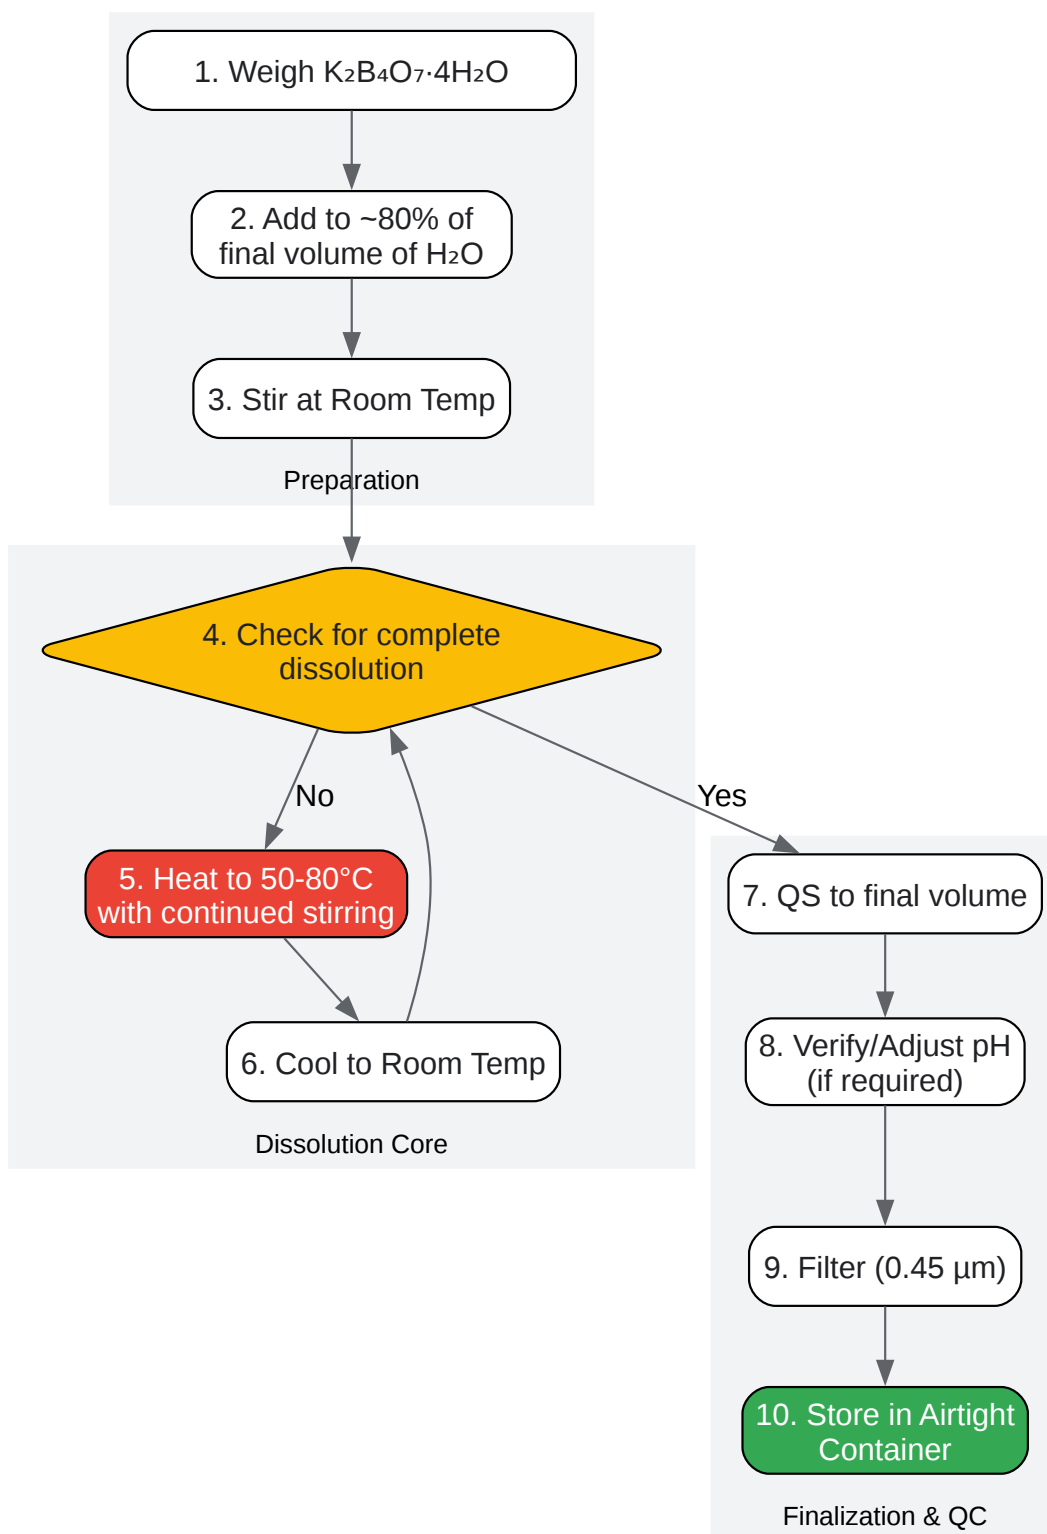 1. Weigh K₂B₄O₇·4H₂O
2. Add to ~80% of
final volume of H₂O
3. Stir at Room Temp
Preparation
4. Check for complete
dissolution
No
Yes
5. Heat to 50-80°C
with continued stirring
6. Cool to Room Temp
Dissolution Core
7. QS to final volume
8. Verify/Adjust pH
(if required)
9. Filter (0.45 µm)
10. Store in Airtight
Container
Finalization & QC